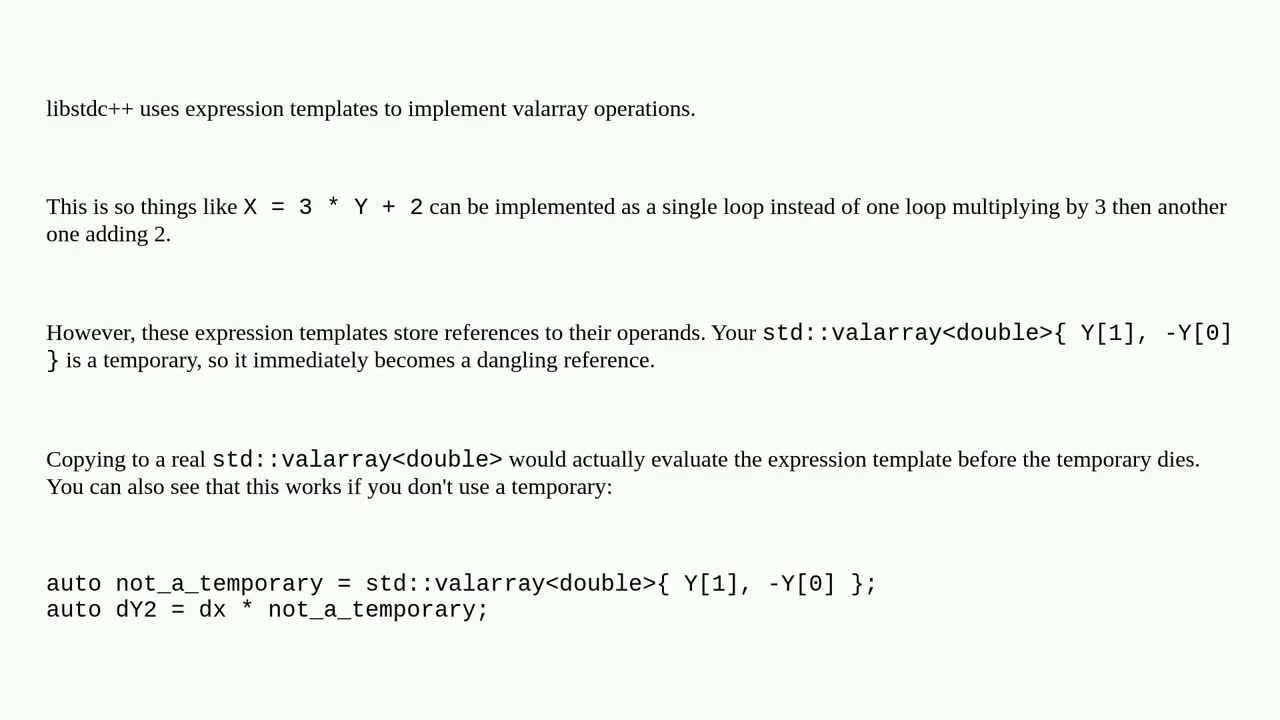 libstdc++ uses expression templates to implement valarray operations.
This is so things like X = 3 * Y + 2 can be implemented as a single loop instead of one loop multiplying by 3 then another
one adding 2.
However, these expression templates store references to their operands. Your std::valarray<double>{ Y[1], -Y[0]
} is a temporary, so it immediately becomes a dangling reference.
Copying to a real std::valarray<double> would actually evaluate the expression template before the temporary dies.
You can also see that this works if you don't use a temporary:
auto not_a_temporary = std::valarray<double>{ Y[1], -Y[0] };
auto dY2 = dx * not_a_temporary;